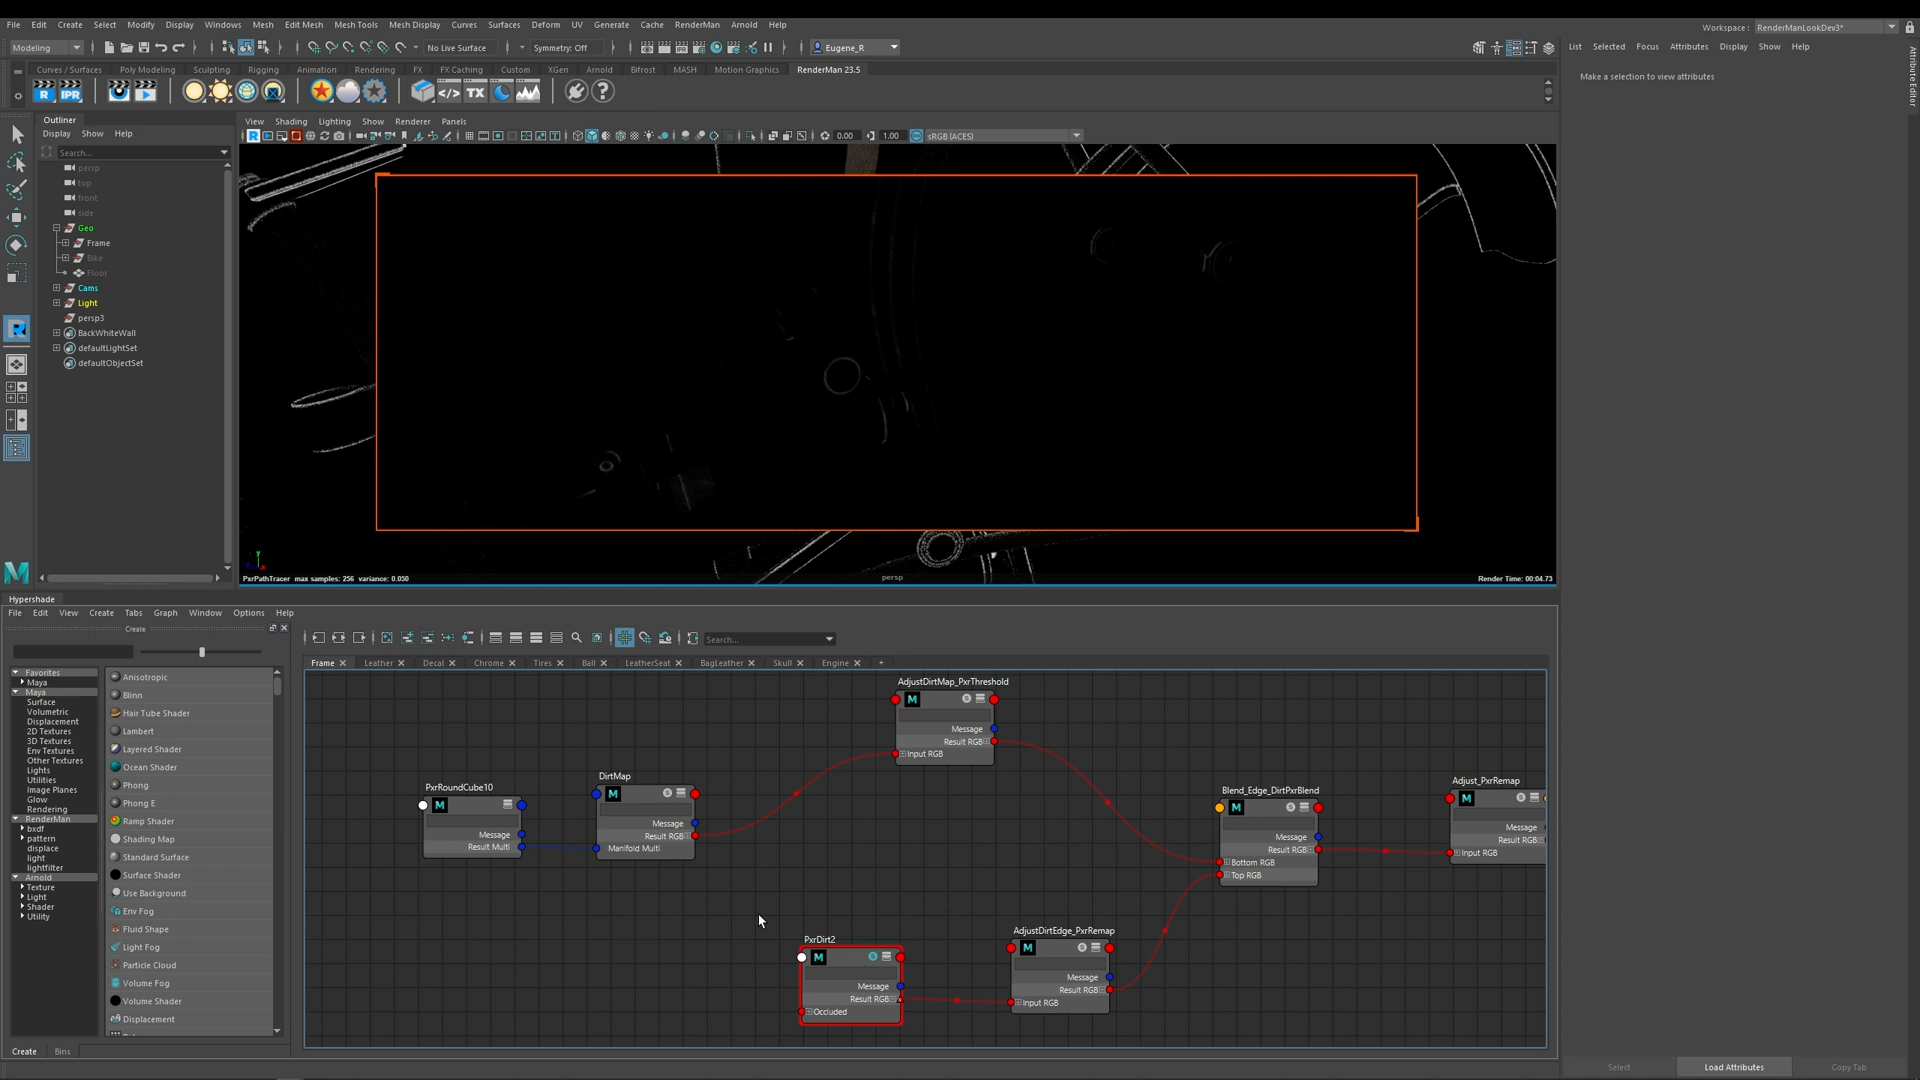 File Edit Create Select Modify Display Windows Mesh Edit Mesh Mesh Tools Mesh Display Curves Surfaces Deform UV Generate Cache RenderMan Arnold Help
Workspace : RenderManLookDev3*
Modeling No Live Surface Symmetry: Off Eugene_R
List Selected Focus Attributes Display Show Help
Curves / Surfaces Poly Modeling Sculpting Rigging Animation Rendering FX FX Caching Custom XGen Arnold Bifrost MASH Motion Graphics RenderMan 23.5
Make a selection to view attributes
Attribute Editor
R IPR </> TX
Outliner
View Shading Lighting Show Renderer Panels
Display Show Help
0.00 1.00 sRGB (ACES)
Search...
persp
top
front
side
Geo
Frame
Bike
Floor
Cams
Light
persp3
BackWhiteWall
defaultLightSet
defaultObjectSet
y
PxrPathTracer max samples: 256 variance: 0.050
persp
Render Time: 00:04.73
Hypershade
File Edit View Create Tabs Graph Window Options Help
Create
Search...
Frame Leather Decal Chrome Tires Ball LeatherSeat BagLeather Skull Engine +
Favorites
Maya
Maya
Surface
Volumetric
Displacement
2D Textures
3D Textures
Env Textures
Other Textures
Lights
Utilities
Image Planes
Glow
Rendering
RenderMan
bxdf
pattern
displace
light
lightfilter
Arnold
Texture
Light
Shader
Utility
Anisotropic
Blinn
Hair Tube Shader
Lambert
Layered Shader
Ocean Shader
Phong
Phong E
Ramp Shader
Shading Map
Standard Surface
Surface Shader
Use Background
Env Fog
Fluid Shape
Light Fog
Particle Cloud
Volume Fog
Volume Shader
Displacement
AdjustDirtMap_PxrThreshold
Message
Result RGB
Input RGB
PxrRoundCube10
Message
Result Multi
DirtMap
Message
Result RGB
Manifold Multi
Blend_Edge_DirtPxrBlend
Message
Result RGB
Bottom RGB
Top RGB
Adjust_PxrRemap
Message
Result RGB
Input RGB
PxrDirt2
Message
Result RGB
Occluded
AdjustDirtEdge_PxrRemap
Message
Result RGB
Input RGB
Create Bins
Select Load Attributes Copy Tab